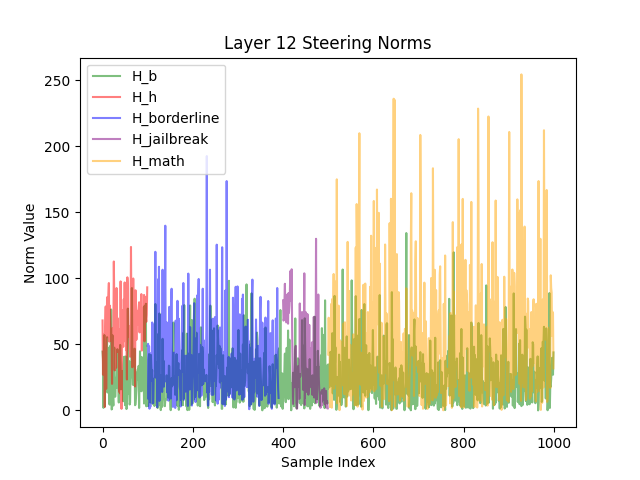 Layer 12 Steering Norms
H_b
H_h
H_borderline
H_jailbreak
H_math
Norm Value
250
200
150
100
50
0
0 200 400 600 800 1000
Sample Index